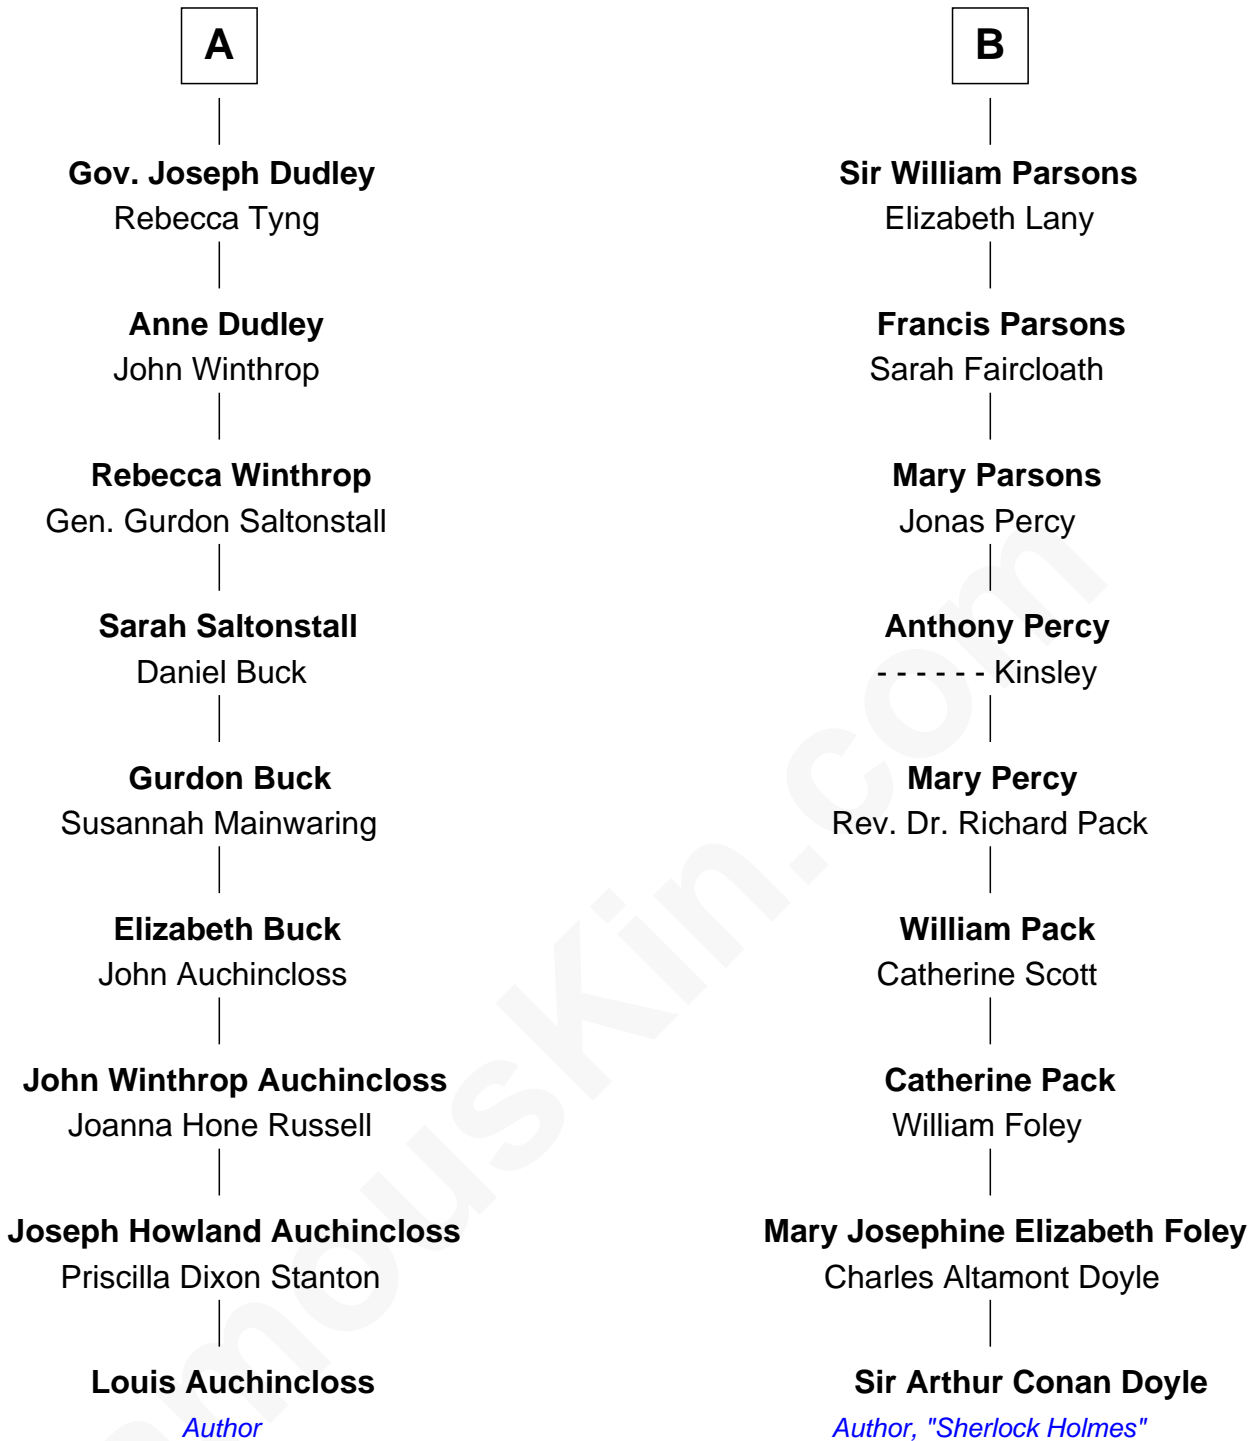 A
Gov. Joseph Dudley
Rebecca Tyng
Anne Dudley
John Winthrop
Rebecca Winthrop
Gen. Gurdon Saltonstall
Sarah Saltonstall
Daniel Buck
Gurdon Buck
Susannah Mainwaring
Elizabeth Buck
John Auchincloss
John Winthrop Auchincloss
Joanna Hone Russell
Joseph Howland Auchincloss
Priscilla Dixon Stanton
Louis Auchincloss
Author
B
Sir William Parsons
Elizabeth Lany
Francis Parsons
Sarah Faircloath
Mary Parsons
Jonas Percy
Anthony Percy
- - - - - - Kinsley
Mary Percy
Rev. Dr. Richard Pack
William Pack
Catherine Scott
Catherine Pack
William Foley
Mary Josephine Elizabeth Foley
Charles Altamont Doyle
Sir Arthur Conan Doyle
Author, "Sherlock Holmes"
amousKin.com